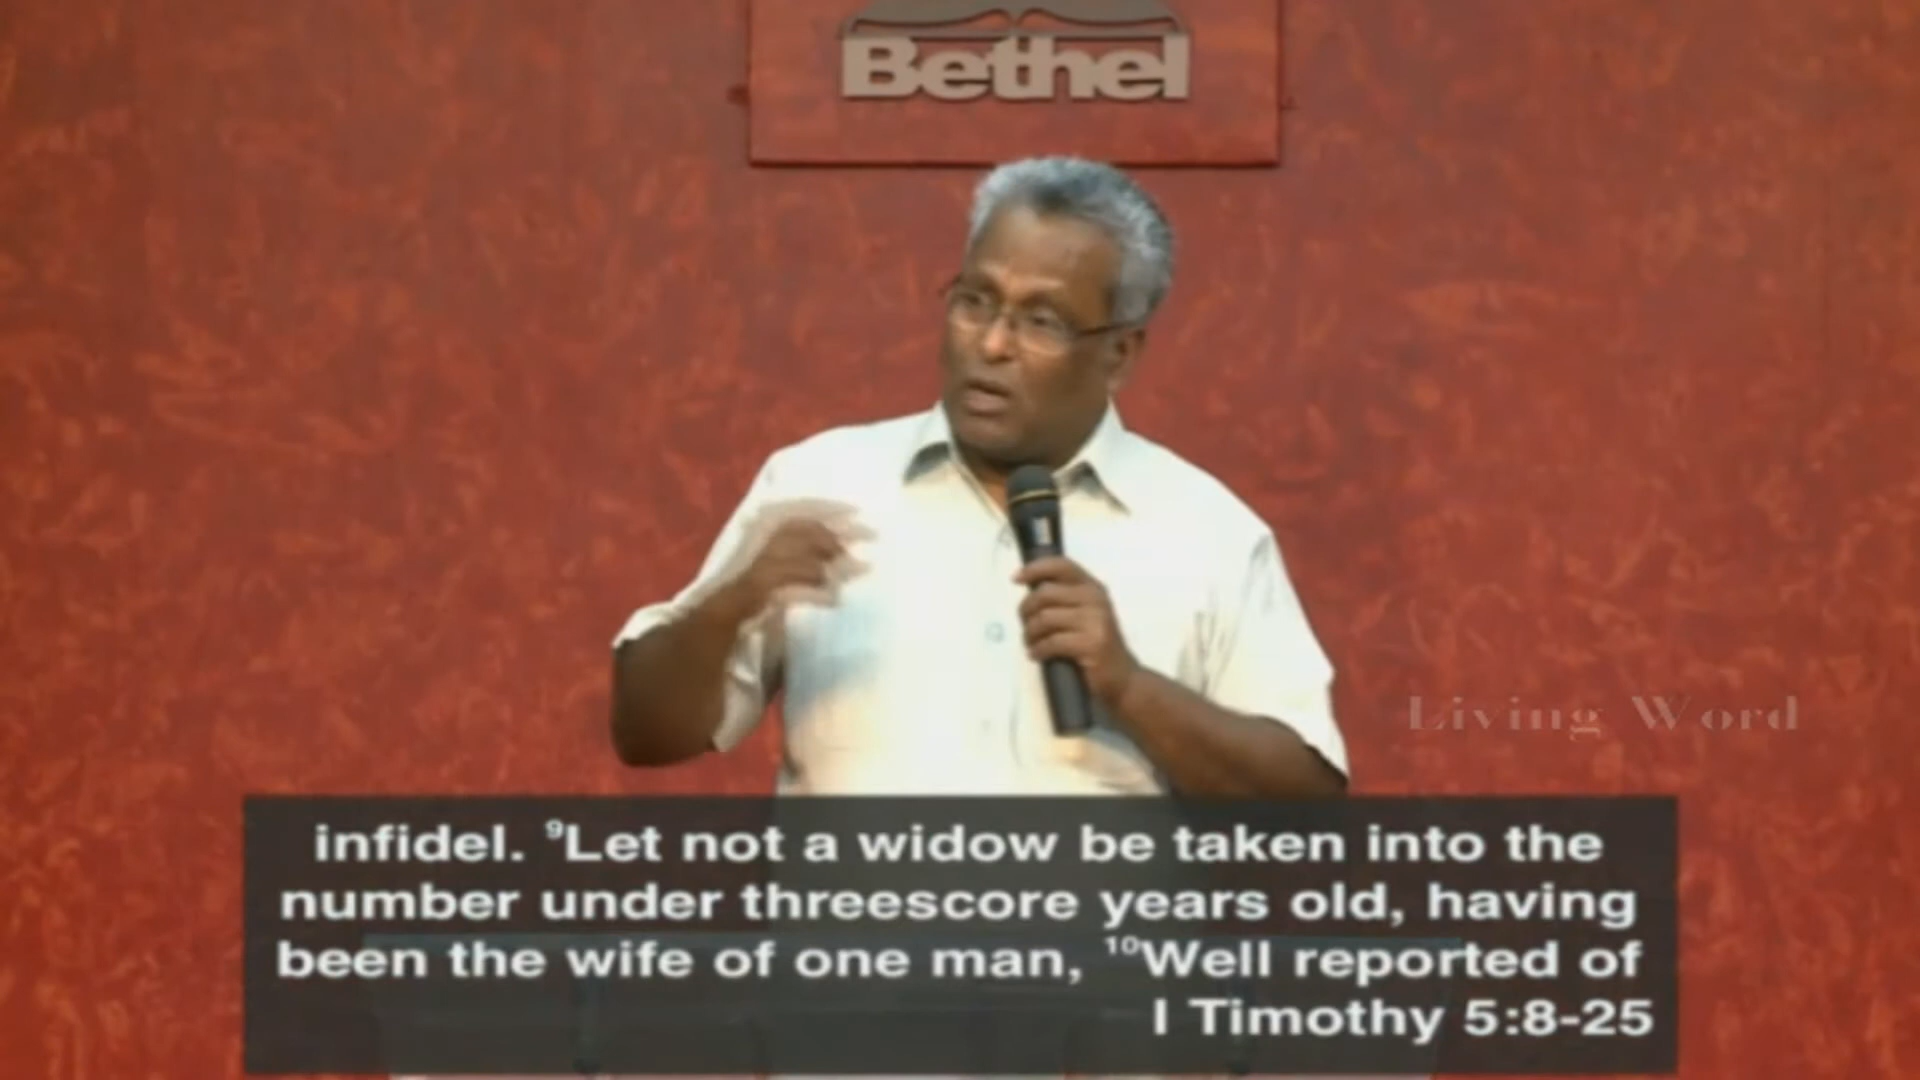 Bethel
Living Word
infidel. ⁹Let not a widow be taken into the
number under threescore years old, having
been the wife of one man, ¹⁰Well reported of
I Timothy 5:8-25